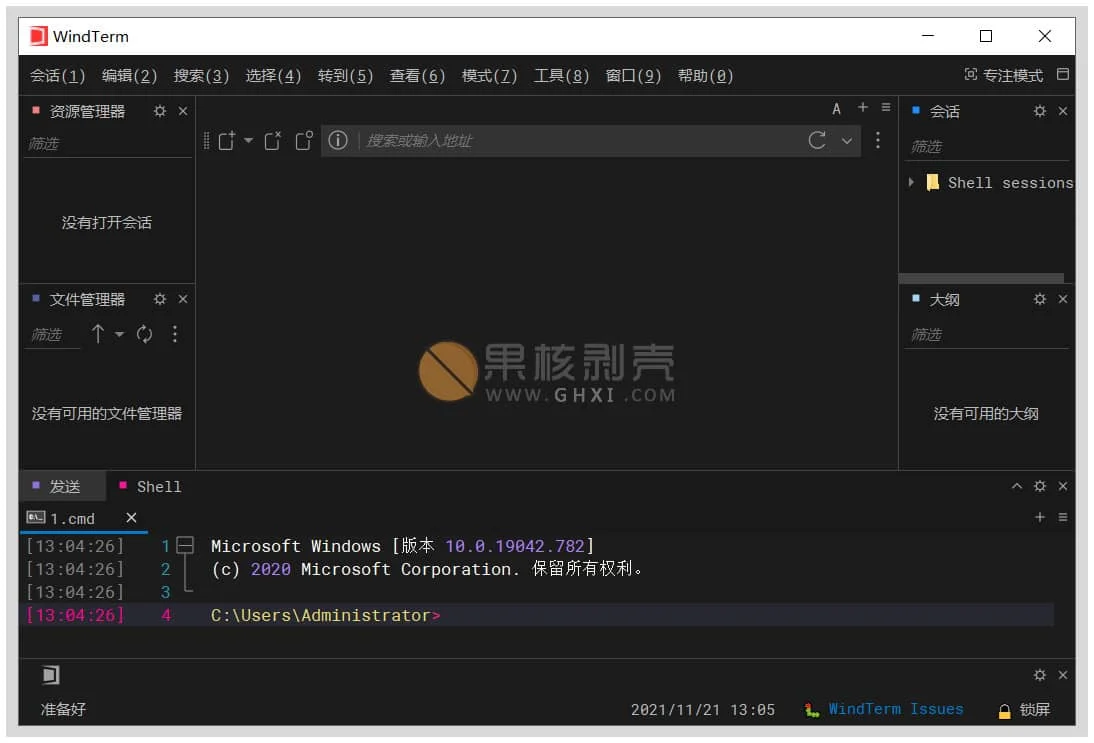 WindTerm
会话(1) 编辑(2) 搜索(3) 选择(4) 转到(5) 查看(6) 模式(7) 工具(8) 窗口(9) 帮助(0) 专注模式
资源管理器
筛选
没有打开会话
文件管理器
筛选
没有可用的文件管理器
A
搜索或输入地址
果核剥壳
WWW.GHXI.COM
会话
筛选
Shell sessions
大纲
筛选
没有可用的大纲
发送 Shell
1.cmd
[13:04:26] 1 Microsoft Windows [版本 10.0.19042.782]
[13:04:26] 2 (c) 2020 Microsoft Corporation. 保留所有权利。
[13:04:26] 3
[13:04:26] 4 C:\Users\Administrator>
准备好 2021/11/21 13:05 WindTerm Issues 锁屏